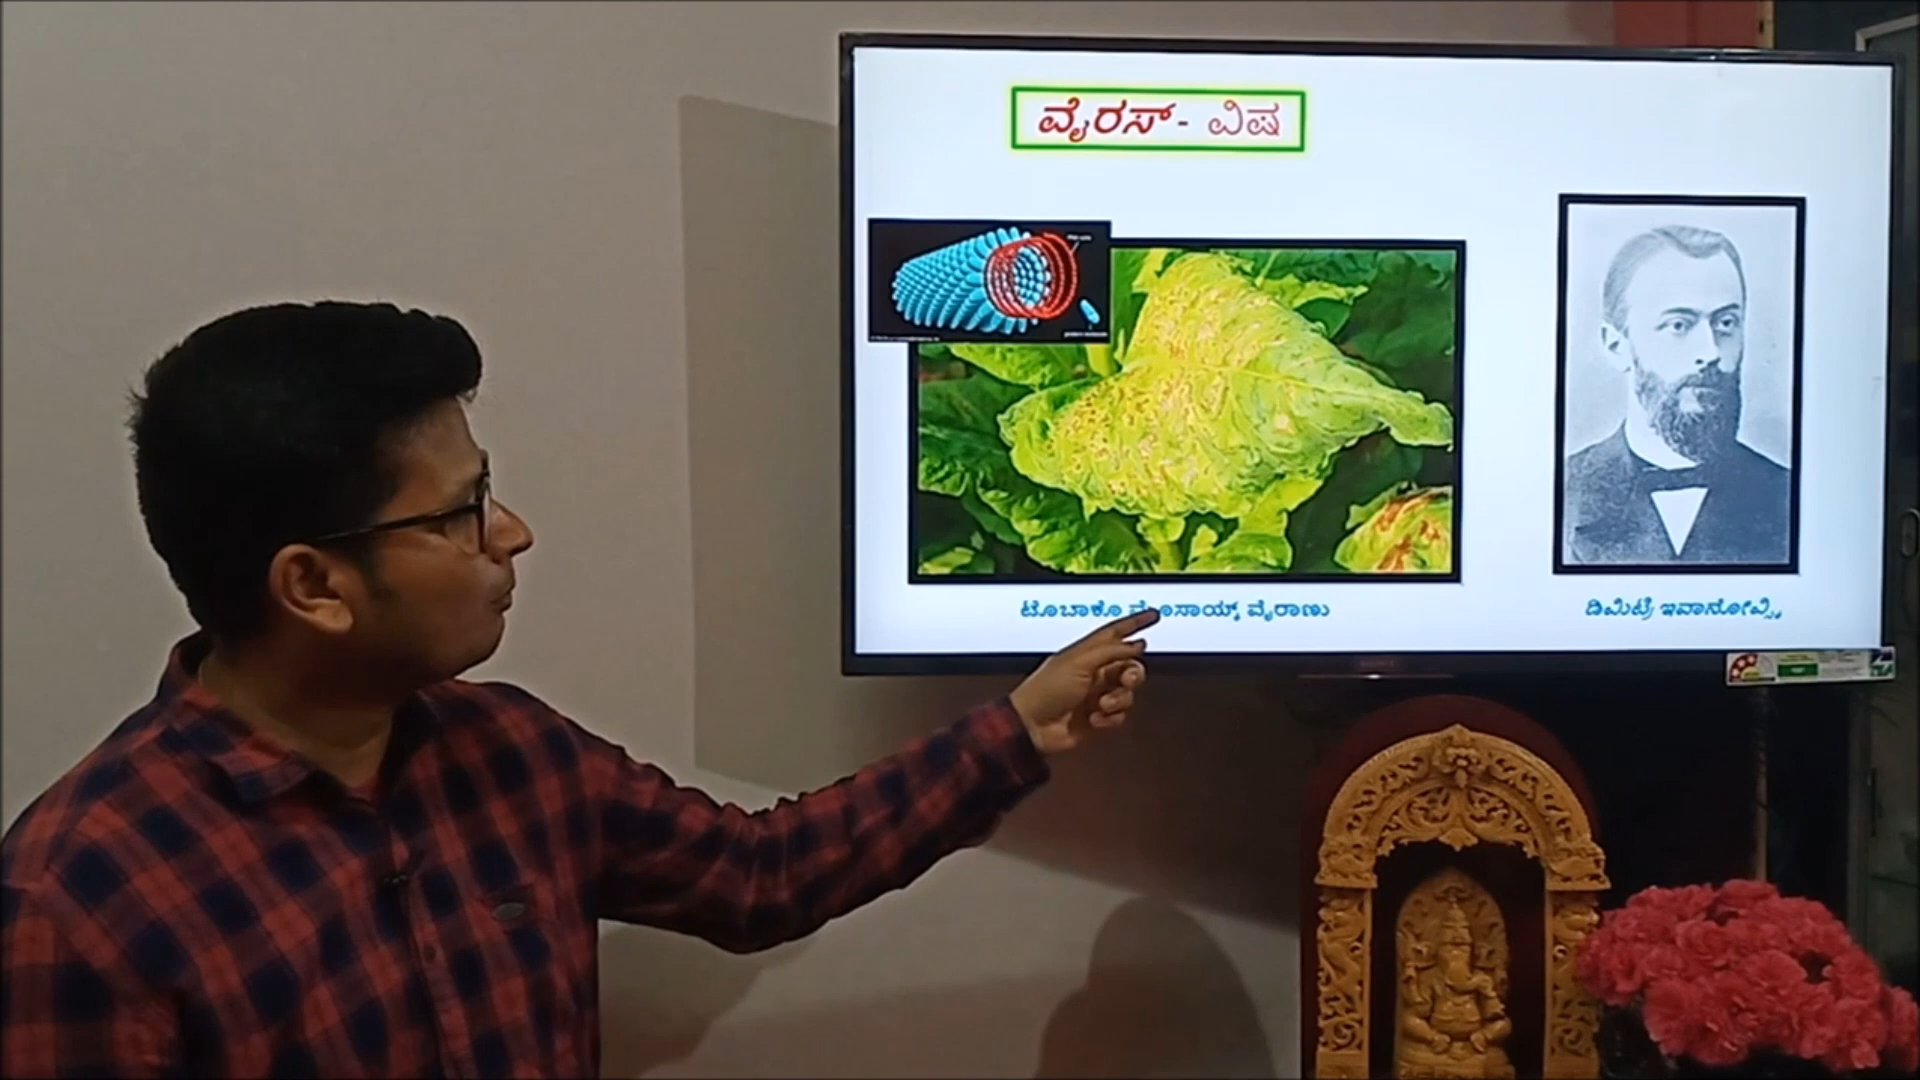 ವೈರಸ್ - ವಿಷ
ಟೊಬಾಕೊ ಮೊಸಾಯ್ಕ್ ವೈರಾಣು
ಡಿಮಿಟ್ರಿ ಇವಾನೋವ್ಸ್ಕಿ